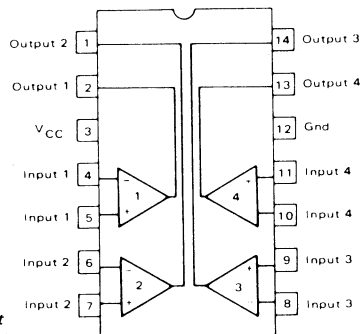 Output 2 1 14 Output 3
Output 1 2 13 Output 4
VCC 3 12 Gnd
Input 1 4 - + 11 Input 4
1 4
Input 1 5 + - 10 Input 4
Input 2 6 - + 9 Input 3
2 3
Input 2 7 + - 8 Input 3
t